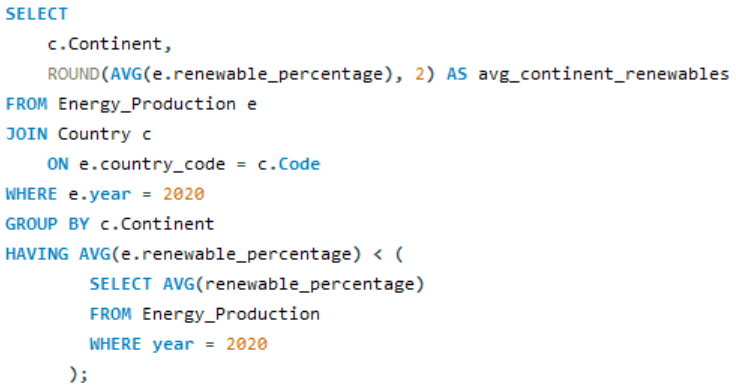 SELECT
    c.Continent,
    ROUND(AVG(e.renewable_percentage), 2) AS avg_continent_renewables
FROM Energy_Production e
JOIN Country c
    ON e.country_code = c.Code
WHERE e.year = 2020
GROUP BY c.Continent
HAVING AVG(e.renewable_percentage) < (
        SELECT AVG(renewable_percentage)
        FROM Energy_Production
        WHERE year = 2020
      );